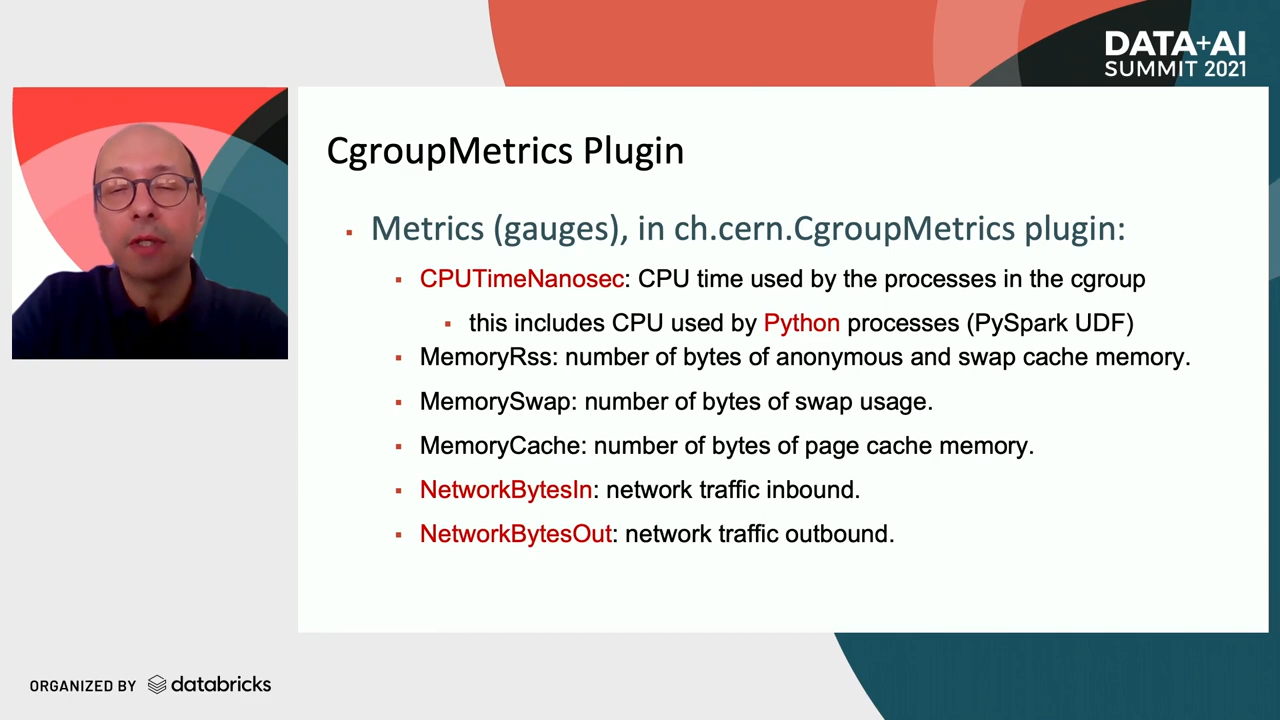 DATA+AI
SUMMIT 2021
CgroupMetrics Plugin
▪ Metrics (gauges), in ch.cern.CgroupMetrics plugin:
▪ CPUTimeNanosec: CPU time used by the processes in the cgroup
▪ this includes CPU used by Python processes (PySpark UDF)
▪ MemoryRss: number of bytes of anonymous and swap cache memory.
▪ MemorySwap: number of bytes of swap usage.
▪ MemoryCache: number of bytes of page cache memory.
▪ NetworkBytesIn: network traffic inbound.
▪ NetworkBytesOut: network traffic outbound.
ORGANIZED BY databricks